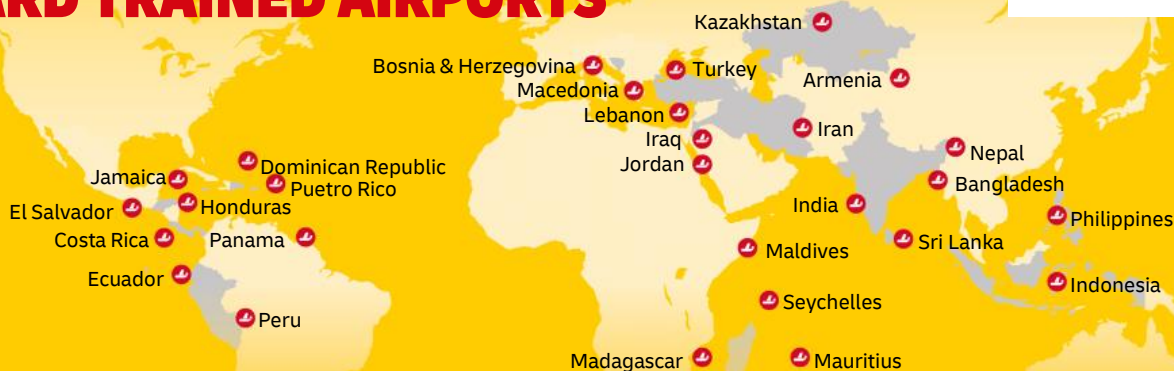 ARD TRAINED AIRPORTS
Kazakhstan
Bosnia & Herzegovina
Turkey
Armenia
Macedonia
Lebanon
Iraq
Iran
Jordan
Nepal
Dominican Republic
Jamaica
Puetro Rico
Bangladesh
El Salvador
Honduras
India
Philippines
Costa Rica
Panama
Sri Lanka
Maldives
Ecuador
Indonesia
Seychelles
Peru
Madagascar
Mauritius